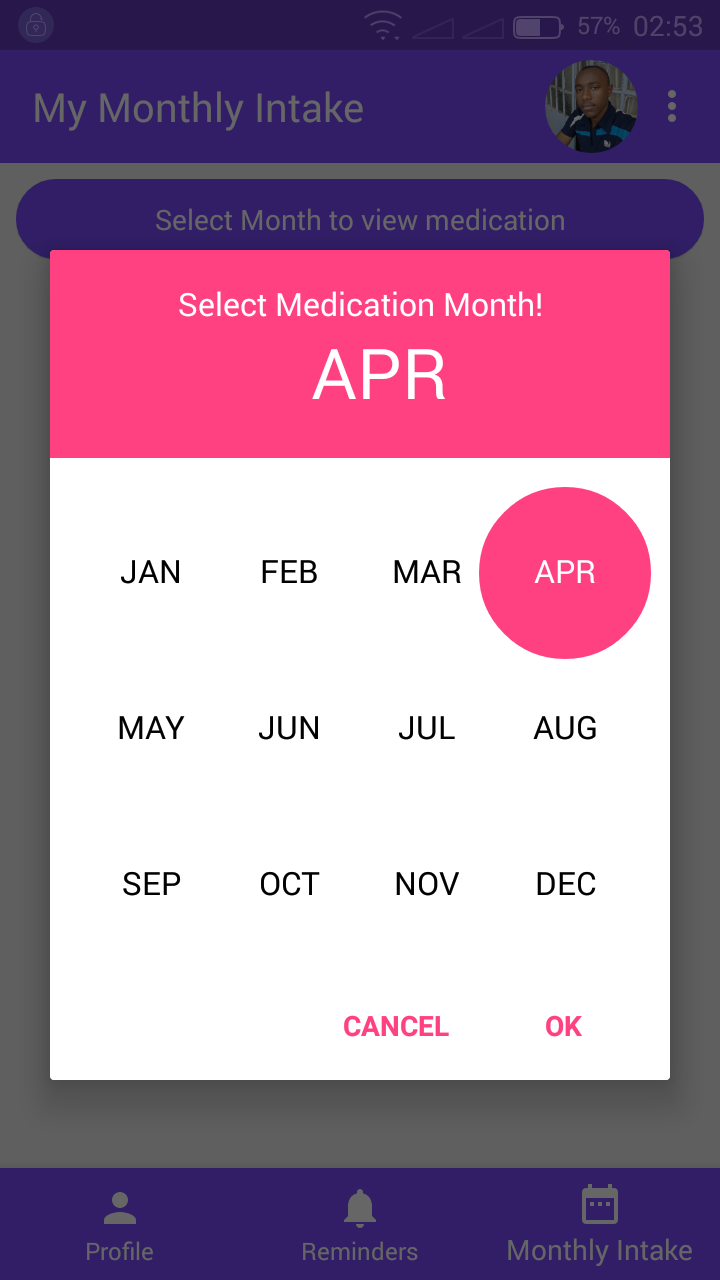 57% 02:53
My Monthly Intake
Select Month to view medication
Select Medication Month!
APR
JAN FEB MAR APR
MAY JUN JUL AUG
SEP OCT NOV DEC
CANCEL OK
Profile Reminders Monthly Intake